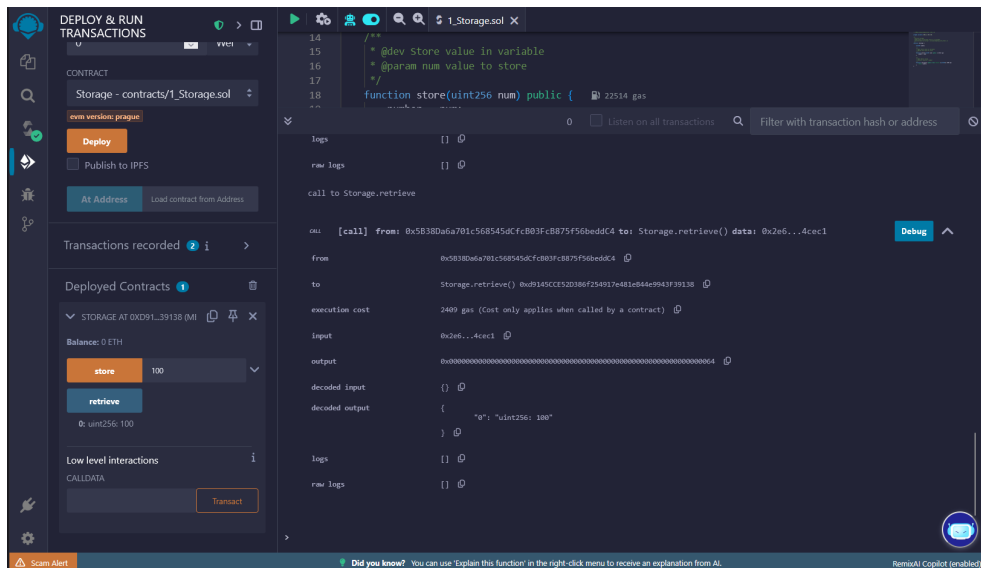 DEPLOY & RUN
TRANSACTIONS
0 Wei
CONTRACT
Storage - contracts/1_Storage.sol
evm version: prague
Deploy
Publish to IPFS
At Address Load contract from Address
Transactions recorded 2 i
Deployed Contracts 1
STORAGE AT 0XD91...39138 (MI
Balance: 0 ETH
store 100
retrieve
0: uint256: 100
Low level interactions i
CALLDATA
Transact
1_Storage.sol
14 /**
15 * @dev Store value in variable
16 * @param num value to store
17 */
18 function store(uint256 num) public { 22514 gas
0 Listen on all transactions Filter with transaction hash or address
logs []
raw logs []
call to Storage.retrieve
CALL [call] from: 0x5B38Da6a701c568545dCfcB03FcB875f56beddC4 to: Storage.retrieve() data: 0x2e6...4cec1 Debug
from 0x5B38Da6a701c568545dCfcB03FcB875f56beddC4
to Storage.retrieve() 0xd9145CCE52D386f254917e481eB44e9943F39138
execution cost 2409 gas (Cost only applies when called by a contract)
input 0x2e6...4cec1
output 0x0000000000000000000000000000000000000000000000000000000000000064
decoded input {}
decoded output {
"0": "uint256: 100"
}
logs []
raw logs []
>
Scam Alert
Did you know? You can use 'Explain this function' in the right-click menu to receive an explanation from AI.
RemixAI Copilot (enabled)